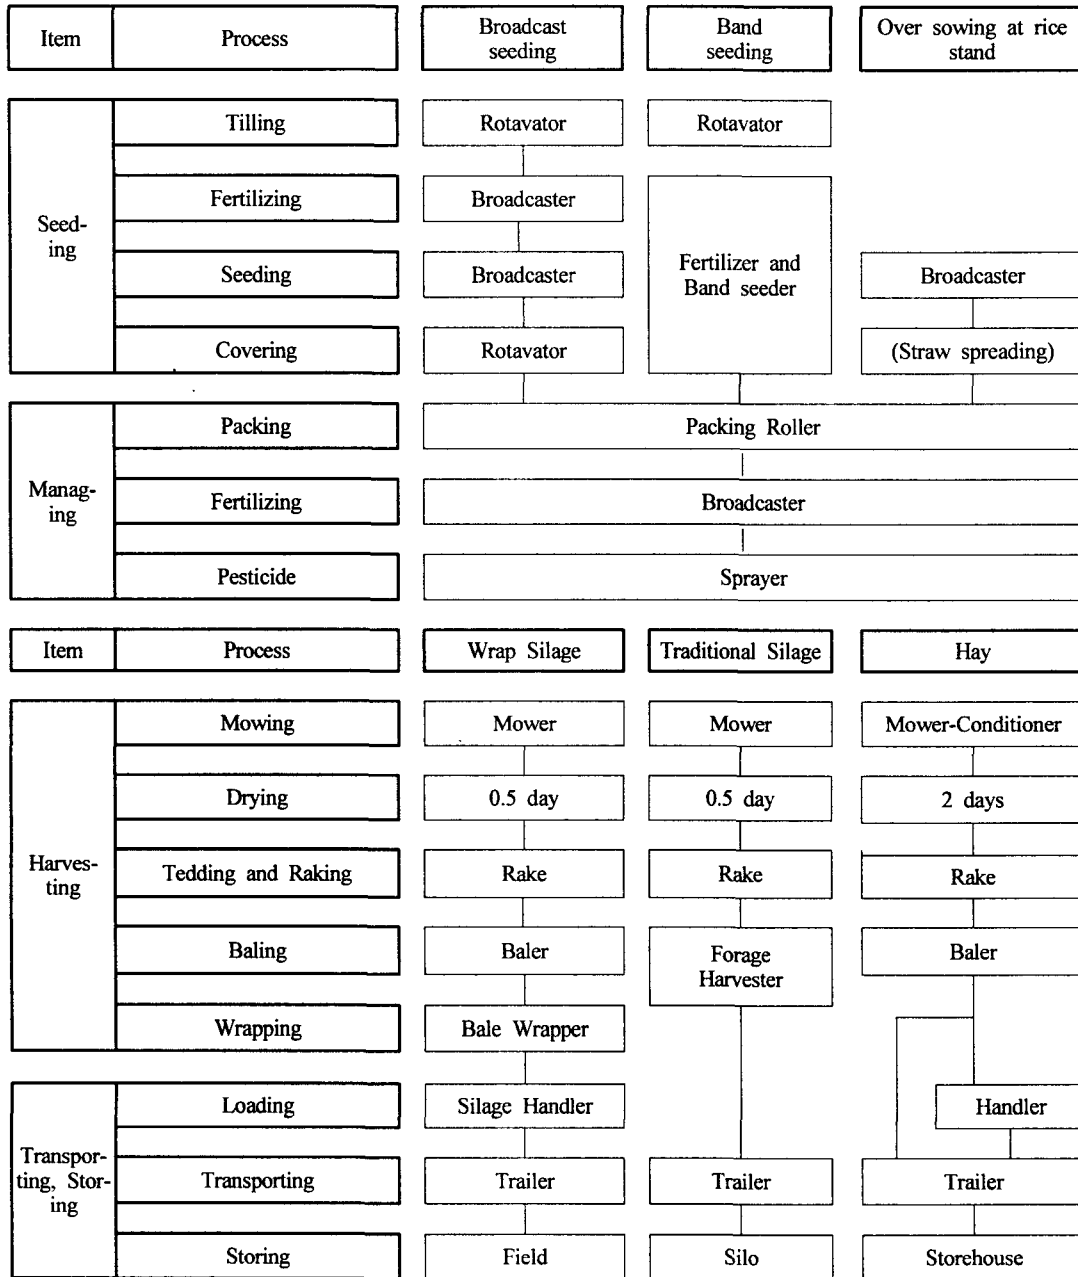 Item Process Broadcast seeding Band seeding Over sowing at rice stand
Seed-
ing
Tilling Rotavator Rotavator
Fertilizing Broadcaster
Fertilizer and
Band seeder
Seeding Broadcaster Broadcaster
Covering Rotavator (Straw spreading)
Manag-
ing
Packing Packing Roller
Fertilizing Broadcaster
Pesticide Sprayer
Item Process Wrap Silage Traditional Silage Hay
Harves-
ting
Mowing Mower Mower Mower-Conditioner
Drying 0.5 day 0.5 day 2 days
Tedding and Raking Rake Rake Rake
Baling Baler Forage Harvester Baler
Wrapping Bale Wrapper
Transpor-
ting, Stor-
ing
Loading Silage Handler Handler
Transporting Trailer Trailer Trailer
Storing Field Silo Storehouse